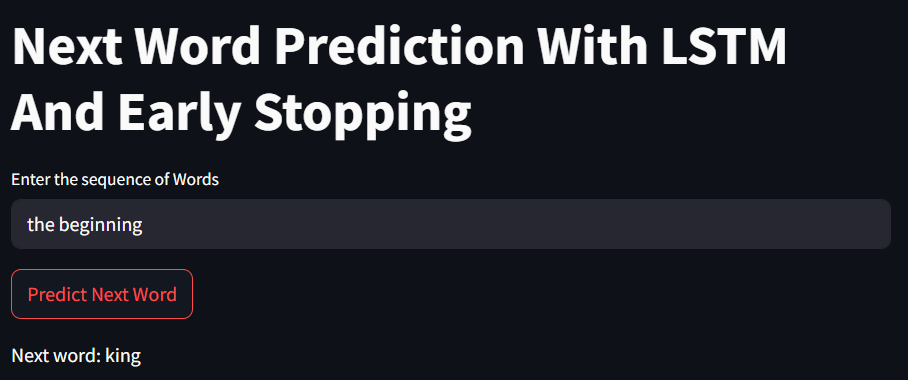 Next Word Prediction With LSTM
And Early Stopping
Enter the sequence of Words
the beginning
Predict Next Word
Next word: king